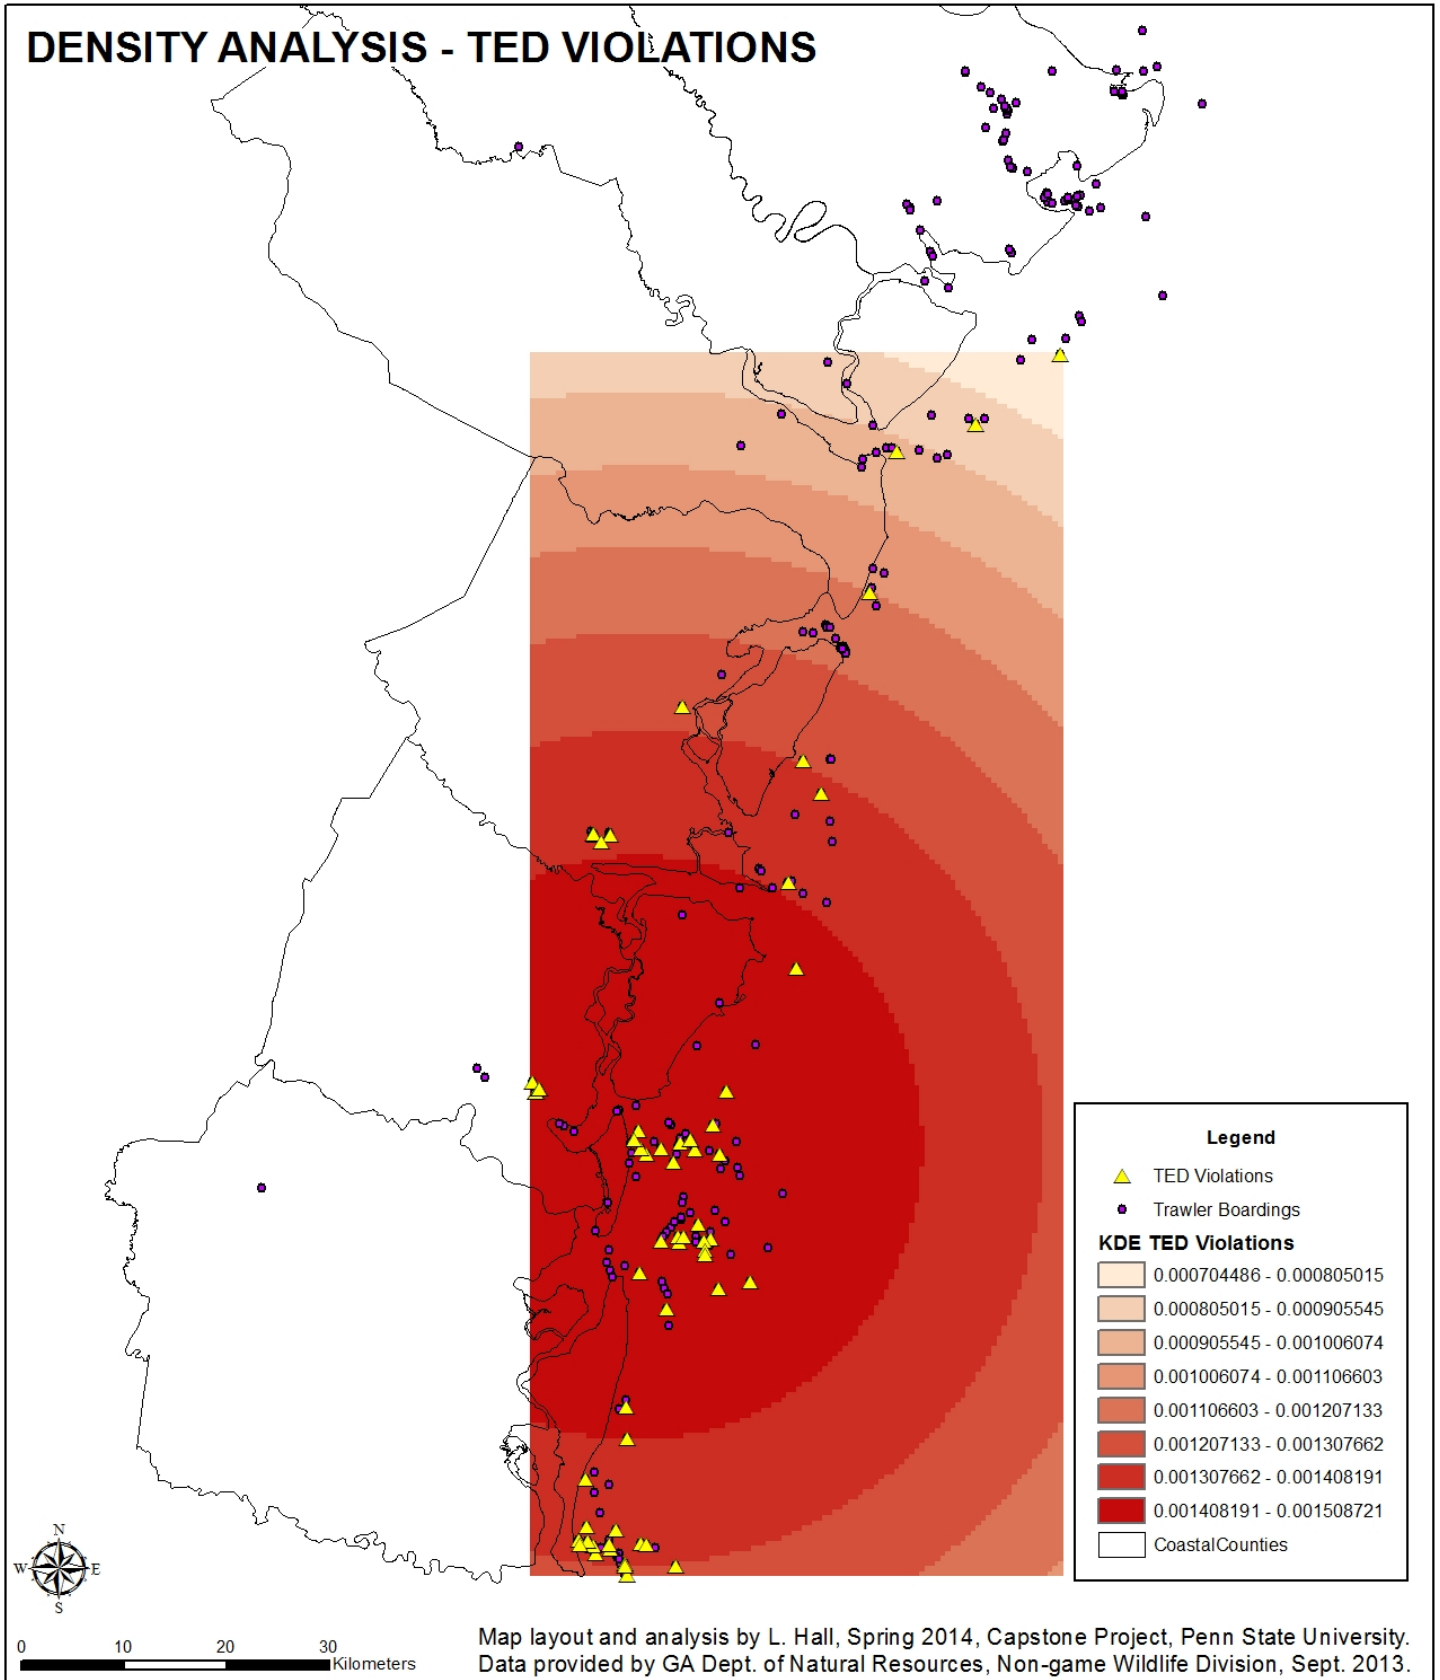 DENSITY ANALYSIS - TED VIOLATIONS
Legend
TED Violations
Trawler Boardings
KDE TED Violations
0.000704486 - 0.000805015
0.000805015 - 0.000905545
0.000905545 - 0.001006074
0.001006074 - 0.001106603
0.001106603 - 0.001207133
0.001207133 - 0.001307662
0.001307662 - 0.001408191
0.001408191 - 0.001508721
CoastalCounties
N
W E
S
0 10 20 30
Kilometers
Map layout and analysis by L. Hall, Spring 2014, Capstone Project, Penn State University.
Data provided by GA Dept. of Natural Resources, Non-game Wildlife Division, Sept. 2013.